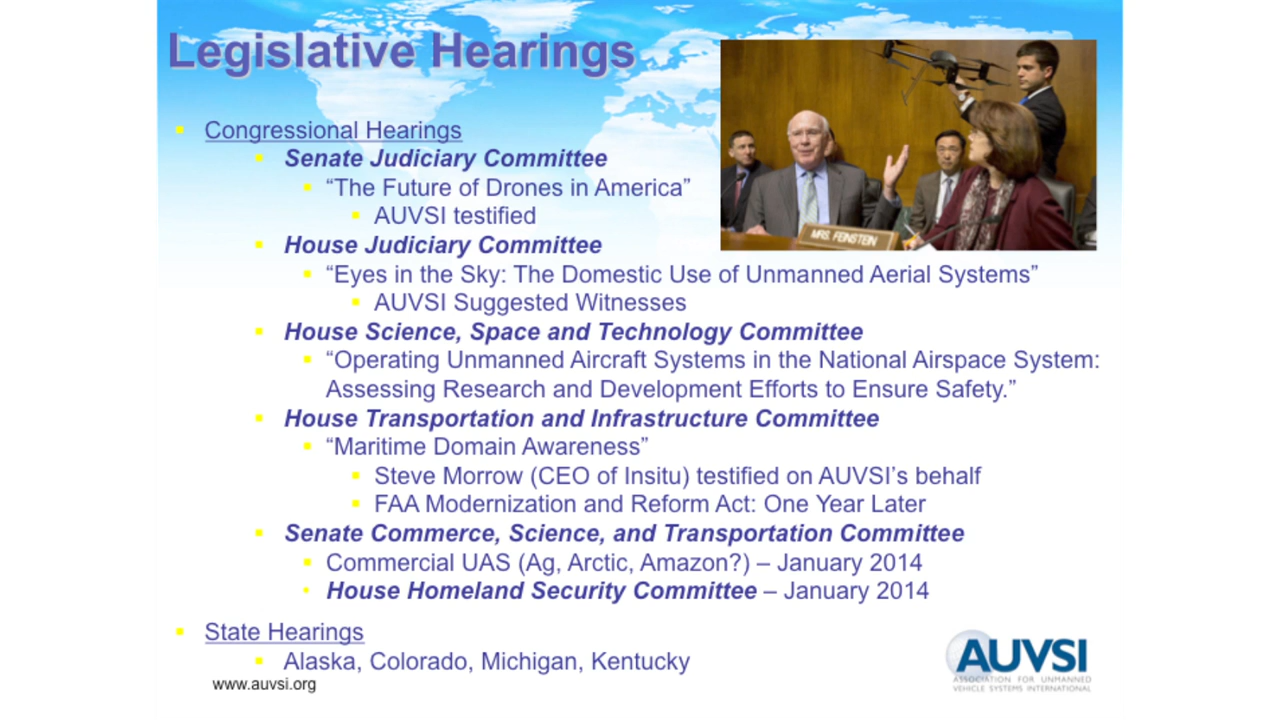 Legislative Hearings
Congressional Hearings
Senate Judiciary Committee
“The Future of Drones in America”
AUVSI testified
House Judiciary Committee
“Eyes in the Sky: The Domestic Use of Unmanned Aerial Systems”
AUVSI Suggested Witnesses
House Science, Space and Technology Committee
“Operating Unmanned Aircraft Systems in the National Airspace System:
Assessing Research and Development Efforts to Ensure Safety.”
House Transportation and Infrastructure Committee
“Maritime Domain Awareness”
Steve Morrow (CEO of Insitu) testified on AUVSI’s behalf
FAA Modernization and Reform Act: One Year Later
Senate Commerce, Science, and Transportation Committee
Commercial UAS (Ag, Arctic, Amazon?) – January 2014
House Homeland Security Committee – January 2014
State Hearings
Alaska, Colorado, Michigan, Kentucky
www.auvsi.org
MRS. FEINSTEIN
AUVSI
ASSOCIATION FOR UNMANNED
VEHICLE SYSTEMS INTERNATIONAL